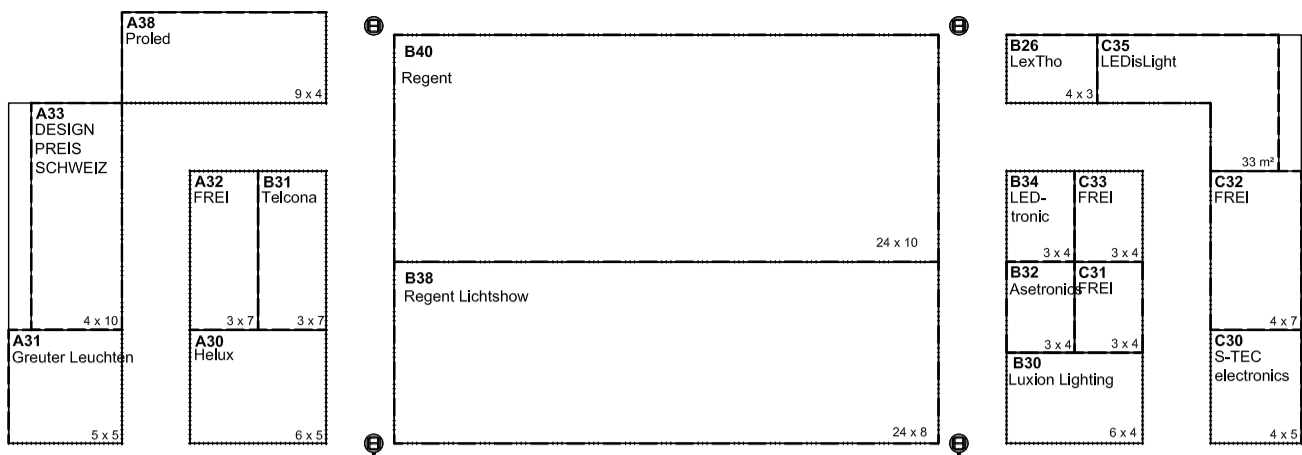 A38
Proled
9 x 4
A33
DESIGN
PREIS
SCHWEIZ
4 x 10
A31
Greuter Leuchten
5 x 5
A32
FREI
3 x 7
B31
Telcona
3 x 7
A30
Helux
6 x 5
B40
Regent
24 x 10
B38
Regent Lichtshow
24 x 8
B26
LexTho
4 x 3
C35
LEDisLight
33 m²
B34
LED-
tronic
3 x 4
C33
FREI
3 x 4
B32
Asetronics
3 x 4
C31
FREI
3 x 4
B30
Luxion Lighting
6 x 4
C32
FREI
4 x 7
C30
S-TEC
electronics
4 x 5